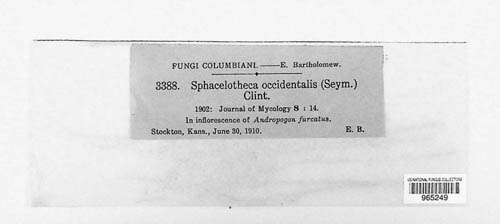 FUNGI COLUMBIANI.——E. Bartholomew.
3388. Sphacelotheca occidentalis (Seym.)
Clint.
1902: Journal of Mycology 8 : 14.
In inflorescence of Andropogon furcatus.
Stockton, Kans., June 30, 1910. E. B.
US NATIONAL FUNGUS COLLECTIONS
965249